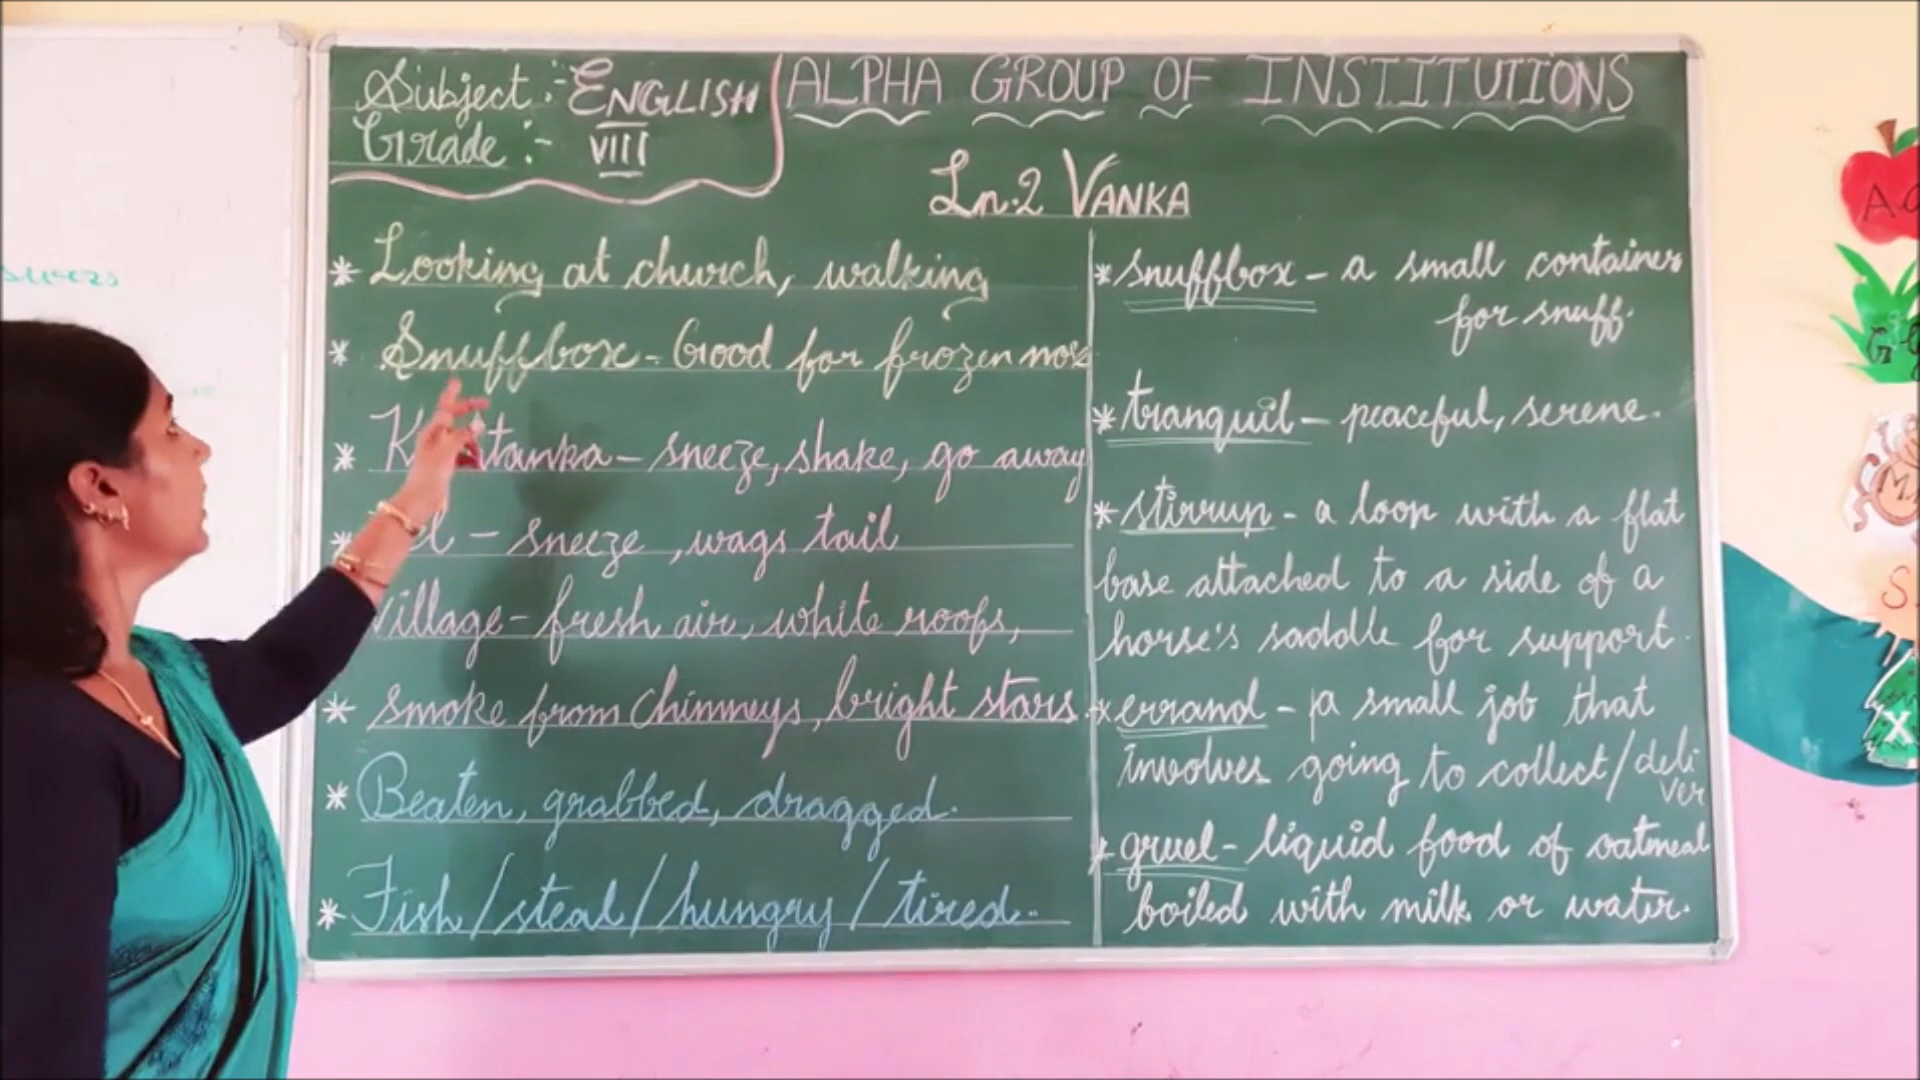 Subject :- ENGLISH
Grade :- VIII
ALPHA GROUP OF INSTITUTIONS
Ln.2 VANKA
* Looking at church, walking
* Snuffbox - Good for frozen nose
* tanka - sneeze, shake, go away
* - sneeze, wags tail
Village - fresh air, white roofs,
* smoke from chimneys, bright stars.
* Beaten, grabbed, dragged.
* Fish / steal / hungry / tired..
* snuffbox - a small container
for snuff.
* tranquil - peaceful, serene.
* stirrup - a loop with a flat
base attached to a side of a
horse's saddle for support.
* errand - a small job that
involves going to collect/deli
ver
* gruel - liquid food of oatmeal
boiled with milk or water.